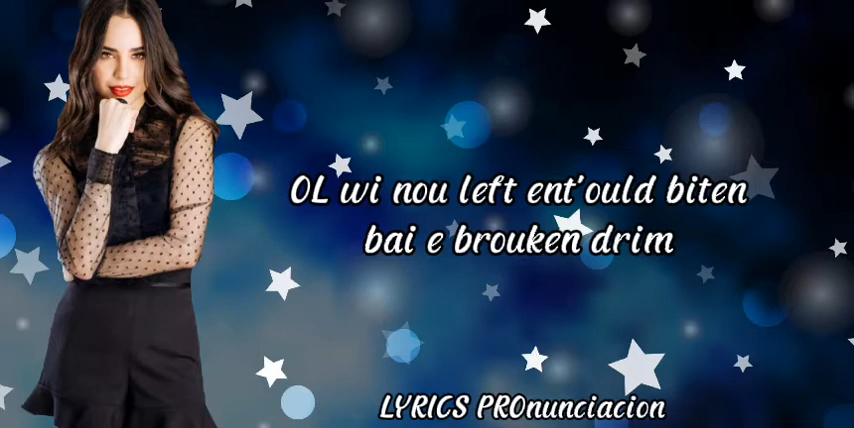 OL wi nou left ent'ould biten
bai e brouken drim
LYRICS PROnunciacion